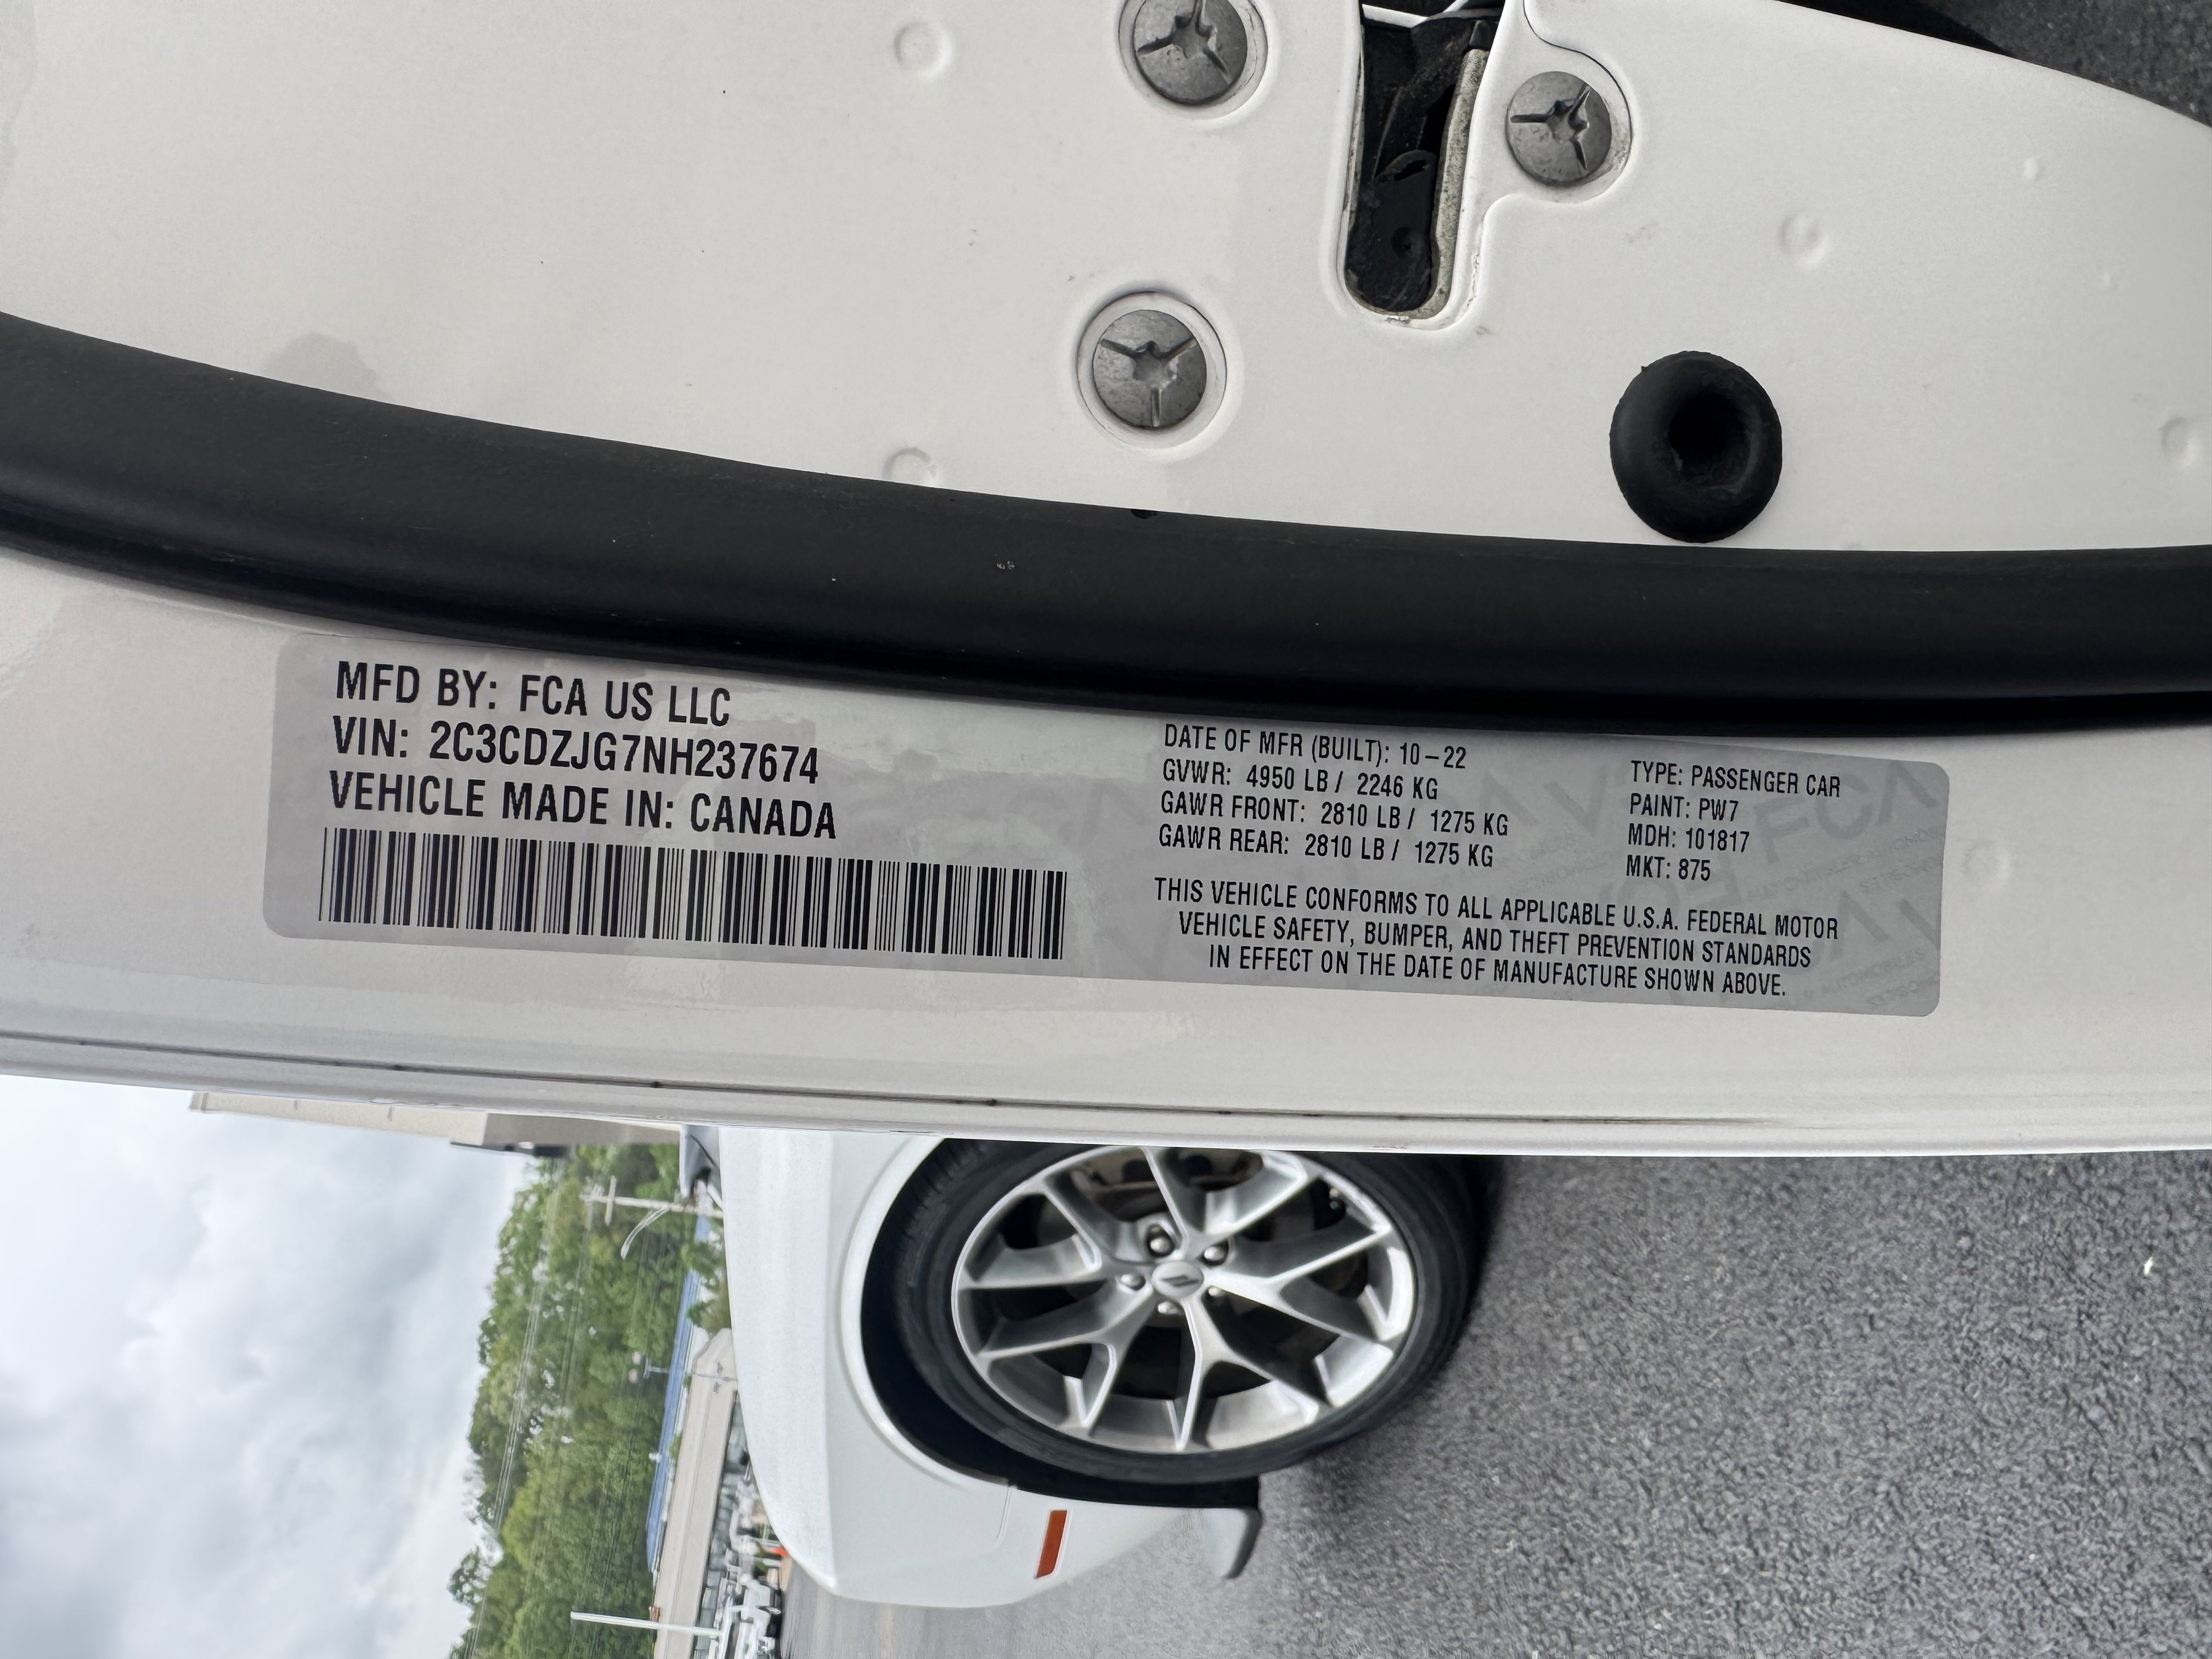 MFD BY: FCA US LLC
VIN: 2C3CDZJG7NH237674
VEHICLE MADE IN: CANADA
DATE OF MFR (BUILT): 10-22
GVWR: 4950 LB / 2246 KG
GAWR FRONT: 2810 LB / 1275 KG
GAWR REAR: 2810 LB / 1275 KG
TYPE: PASSENGER CAR
PAINT: PW7
MDH: 101817
MKT: 875
THIS VEHICLE CONFORMS TO ALL APPLICABLE U.S.A. FEDERAL MOTOR
VEHICLE SAFETY, BUMPER, AND THEFT PREVENTION STANDARDS
IN EFFECT ON THE DATE OF MANUFACTURE SHOWN ABOVE.
FCA